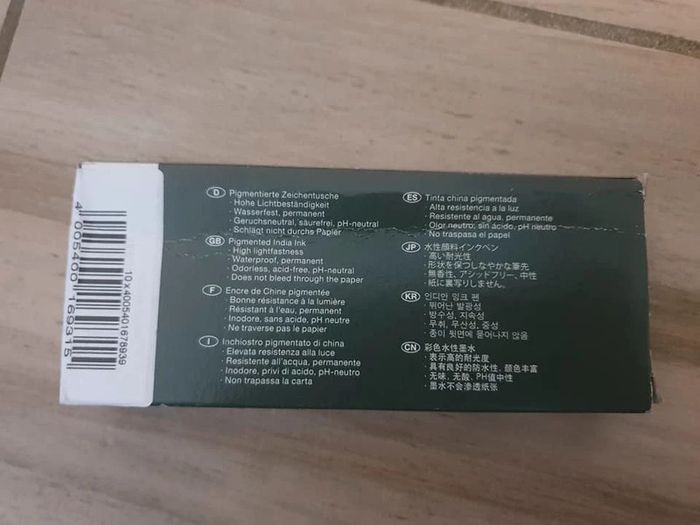 D Pigmentierte Zeichentusche
· Hohe Lichtbeständigkeit
· Wasserfest, permanent
· Geruchsneutral, säurefrei, pH-neutral
· Schlägt nicht durchs Papier
GB Pigmented India Ink
· High lightfastness
· Waterproof, permanent
· Odorless, acid-free, pH-neutral
· Does not bleed through the paper
F Encre de Chine pigmentée
· Bonne résistance à la lumière
· Résistant à l'eau, permanent
· Inodore, sans acide, pH neutre
· Ne traverse pas le papier
I Inchiostro pigmentato di china
· Elevata resistenza alla luce
· Resistente all'acqua, permanente
· Inodore, privi di acido, pH-neutro
· Non trapassa la carta
ES Tinta china pigmentada
· Alta resistencia a la luz
· Resistente al agua, permanente
· Olor neutro, sin ácido, pH neutro
· No traspasa el papel
JP 水性顔料インクペン
· 高い耐光性
· 形状を保つしなやかな筆先
· 無香性、アシッドフリー、中性
· 紙に裏写りしません。
KR 인디안 잉크 펜
· 뛰어난 발광성
· 방수성, 지속성
· 무취, 무산성, 중성
· 종이 뒷면에 묻어나지 않음
CN 彩色水性墨水
· 表示高的耐光度
· 具有良好的防水性，颜色丰富
· 无味、无酸、PH值中性
· 墨水不会渗透纸张
10x4005401678939
4 005400 169315